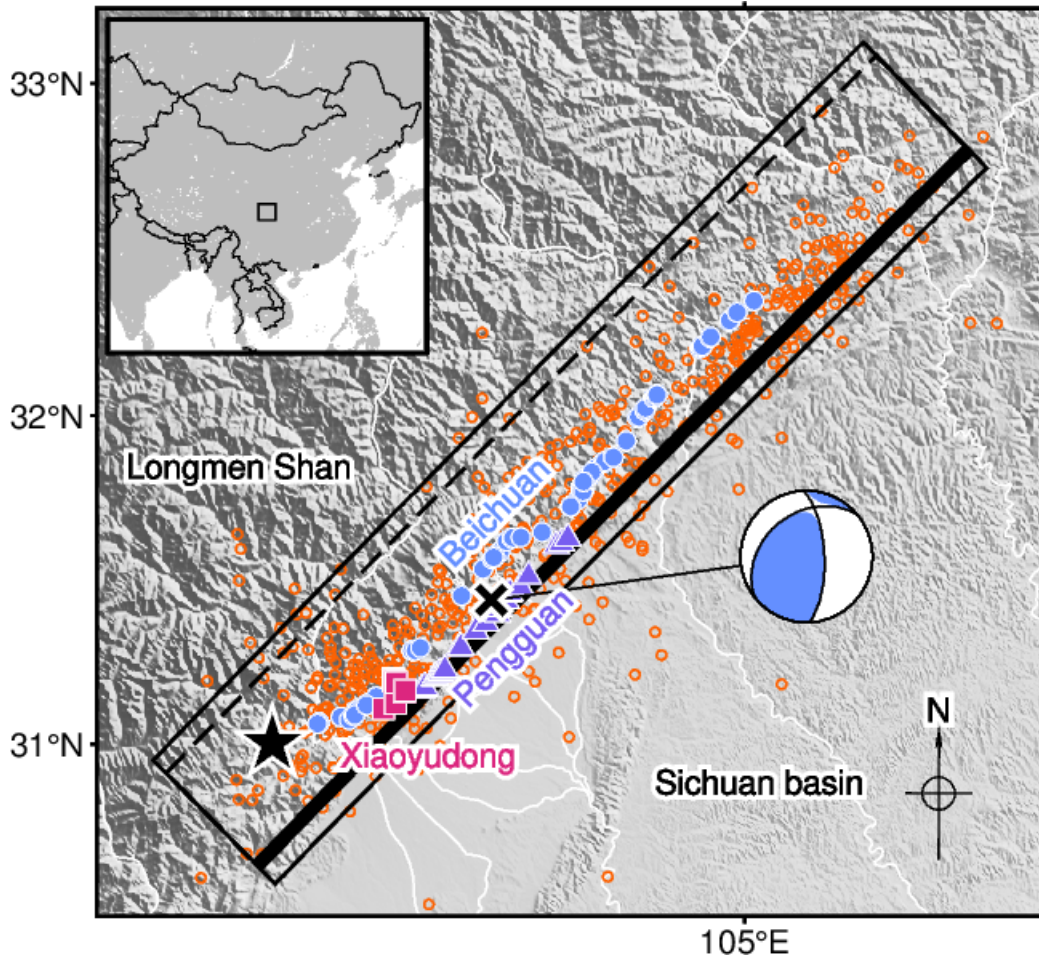 33°N
32°N
Longmen Shan
Beichuan
Pengguan
31°N
Xiaoyudong
Sichuan basin
N
105°E